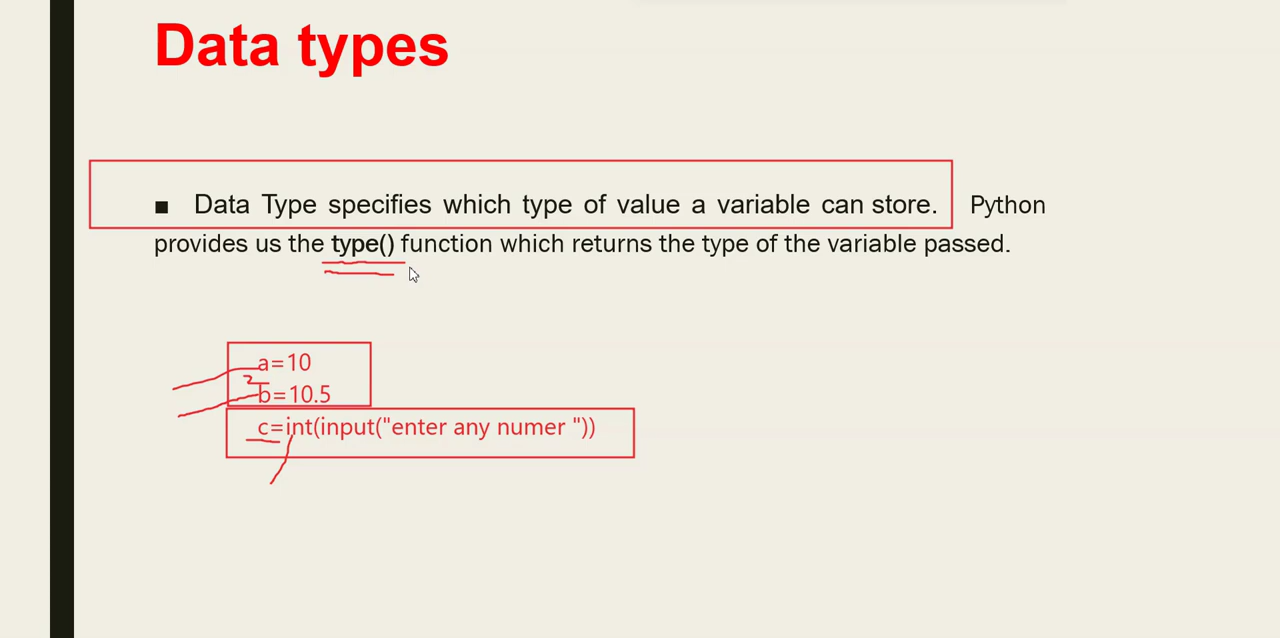 Data types
■ Data Type specifies which type of value a variable can store. Python
provides us the type() function which returns the type of the variable passed.
a=10
b=10.5
c=int(input("enter any numer "))